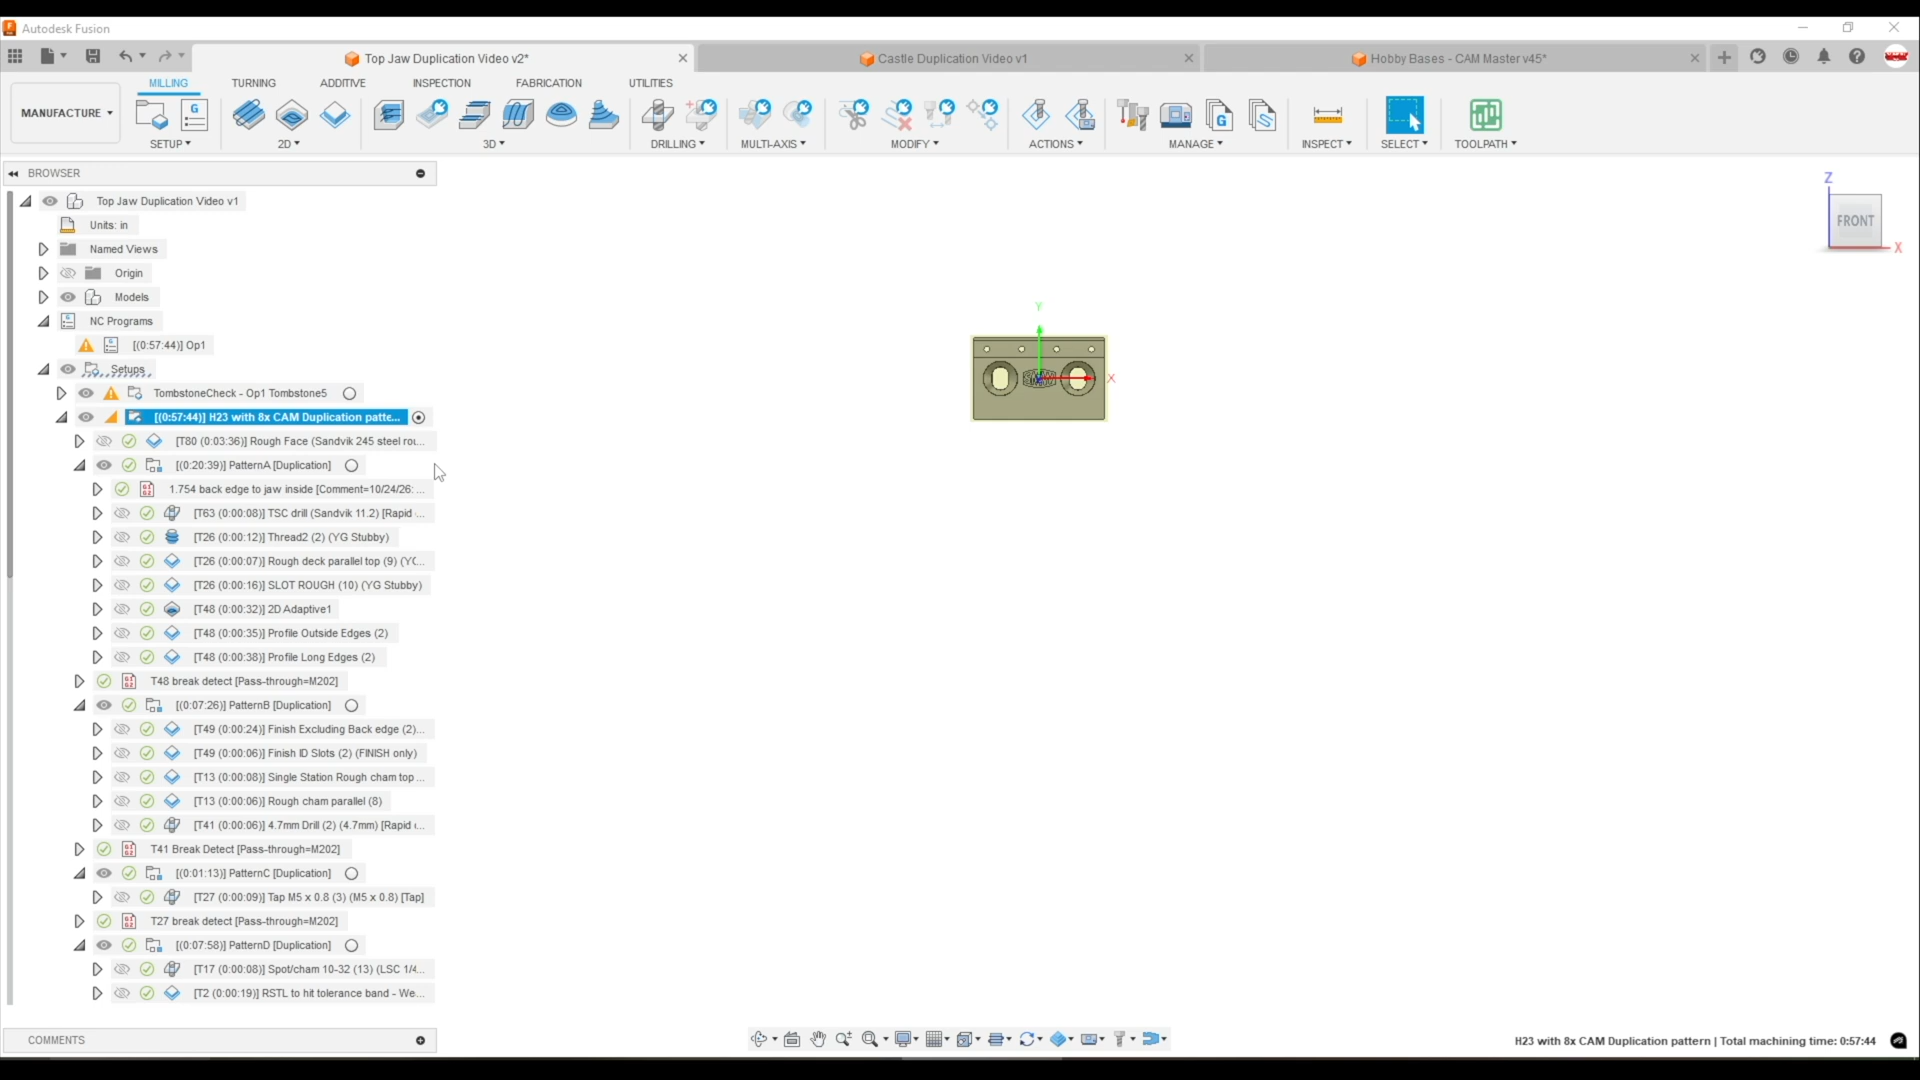 Autodesk Fusion
Top Jaw Duplication Video v2*
Castle Duplication Video v1
Hobby Bases - CAM Master v45*
MANUFACTURE
MILLING
TURNING
ADDITIVE
INSPECTION
FABRICATION
UTILITIES
SETUP
2D
3D
DRILLING
MULTI-AXIS
MODIFY
ACTIONS
MANAGE
INSPECT
SELECT
TOOLPATH
BROWSER
Top Jaw Duplication Video v1
Units: in
Named Views
Origin
Models
NC Programs
[(0:57:44)] Op1
Setups
TombstoneCheck - Op1 Tombstone5
[(0:57:44)] H23 with 8x CAM Duplication patte...
[T80 (0:03:36)] Rough Face (Sandvik 245 steel rou...
[(0:20:39)] PatternA [Duplication]
1.754 back edge to jaw inside [Comment=10/24/26: ...
[T63 (0:00:08)] TSC drill (Sandvik 11.2) [Rapid ...
[T26 (0:00:12)] Thread2 (2) (YG Stubby)
[T26 (0:00:07)] Rough deck parallel top (9) (YG...
[T26 (0:00:16)] SLOT ROUGH (10) (YG Stubby)
[T48 (0:00:32)] 2D Adaptive1
[T48 (0:00:35)] Profile Outside Edges (2)
[T48 (0:00:38)] Profile Long Edges (2)
T48 break detect [Pass-through=M202]
[(0:07:26)] PatternB [Duplication]
[T49 (0:00:24)] Finish Excluding Back edge (2)...
[T49 (0:00:06)] Finish ID Slots (2) (FINISH only)
[T13 (0:00:08)] Single Station Rough cham top ...
[T13 (0:00:06)] Rough cham parallel (8)
[T41 (0:00:06)] 4.7mm Drill (2) (4.7mm) [Rapid ...
T41 Break Detect [Pass-through=M202]
[(0:01:13)] PatternC [Duplication]
[T27 (0:00:09)] Tap M5 x 0.8 (3) (M5 x 0.8) [Tap]
T27 break detect [Pass-through=M202]
[(0:07:58)] PatternD [Duplication]
[T17 (0:00:08)] Spot/cham 10-32 (13) (LSC 1/4...
[T2 (0:00:19)] RSTL to hit tolerance band - We...
COMMENTS
Z
FRONT
X
Y
X
H23 with 8x CAM Duplication pattern | Total machining time: 0:57:44